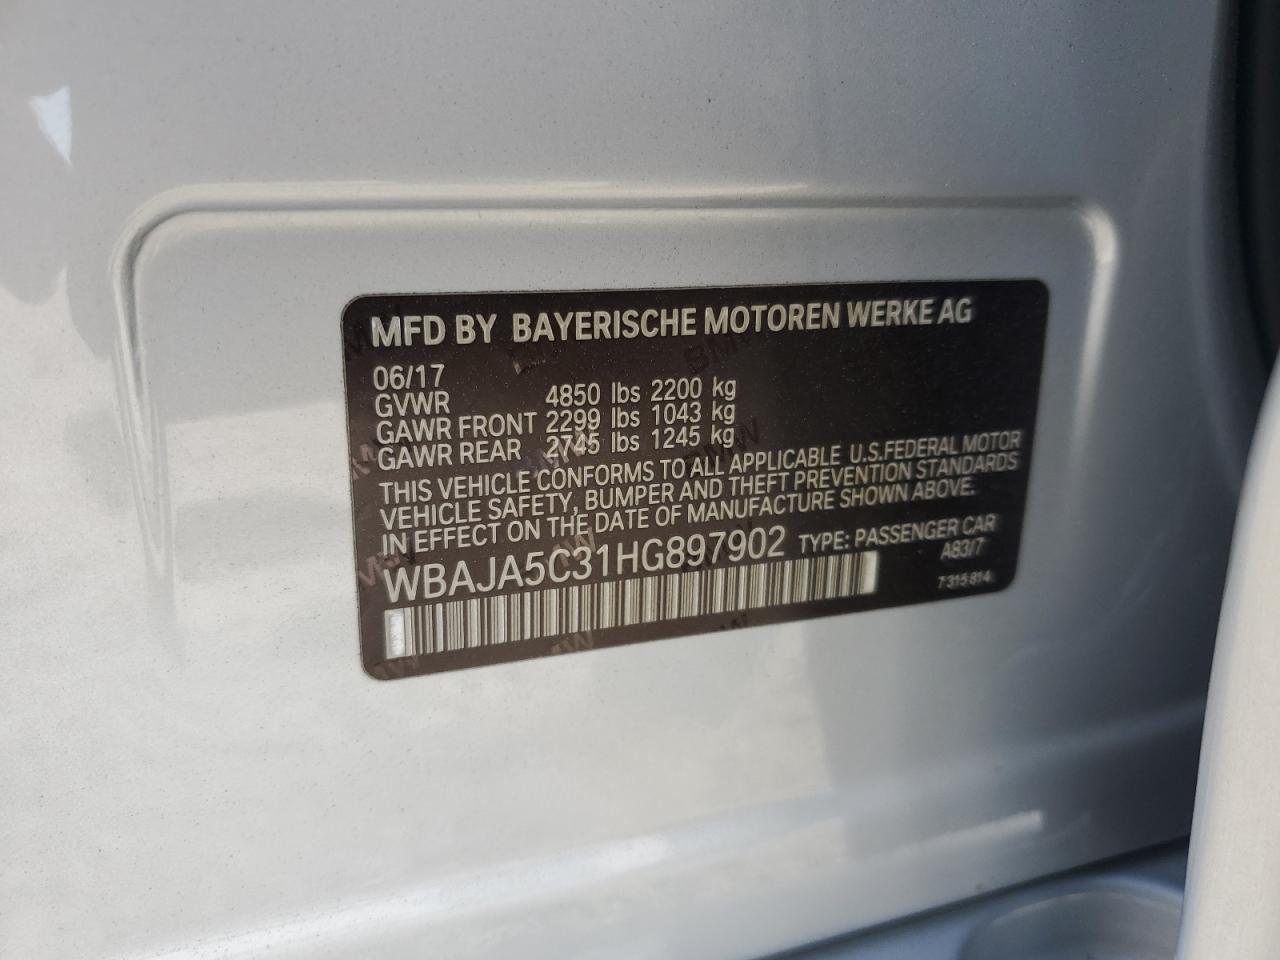 MFD BY BAYERISCHE MOTOREN WERKE AG
06/17
GVWR 4850 lbs 2200 kg
GAWR FRONT 2299 lbs 1043 kg
GAWR REAR 2745 lbs 1245 kg
THIS VEHICLE CONFORMS TO ALL APPLICABLE U.S.FEDERAL MOTOR
VEHICLE SAFETY, BUMPER AND THEFT PREVENTION STANDARDS
IN EFFECT ON THE DATE OF MANUFACTURE SHOWN ABOVE.
WBAJA5C31HG897902 TYPE: PASSENGER CAR
A83/7
7 315 814